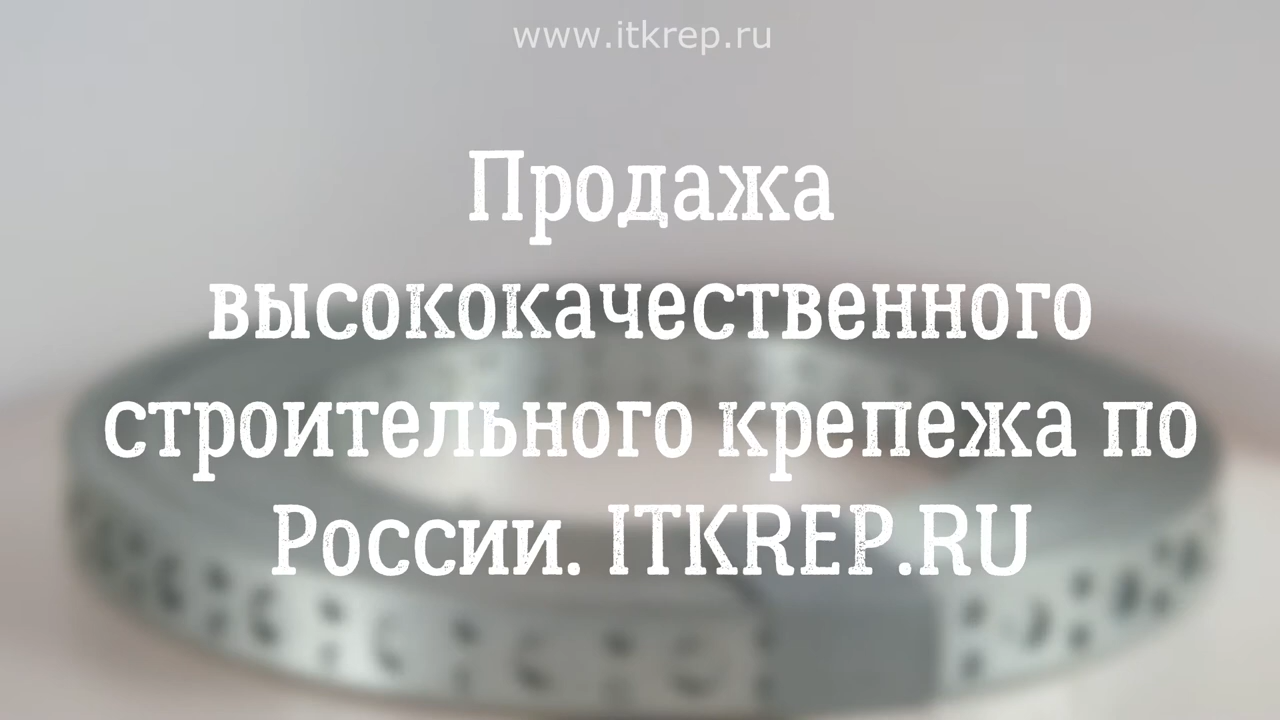 www.itkrep.ru
Продажа
высококачественного
строительного крепежа по
России. ITKREP.RU